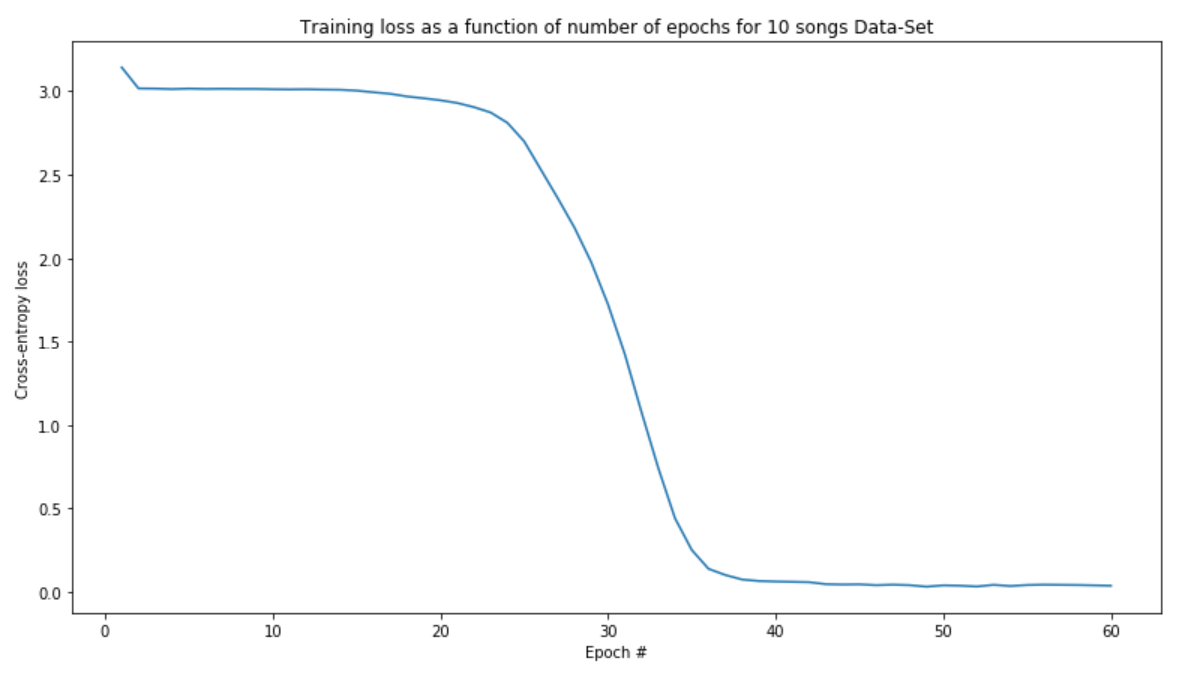 Training loss as a function of number of epochs for 10 songs Data-Set
Cross-entropy loss
3.0
2.5
2.0
1.5
1.0
0.5
0.0
0 10 20 30 40 50 60
Epoch #